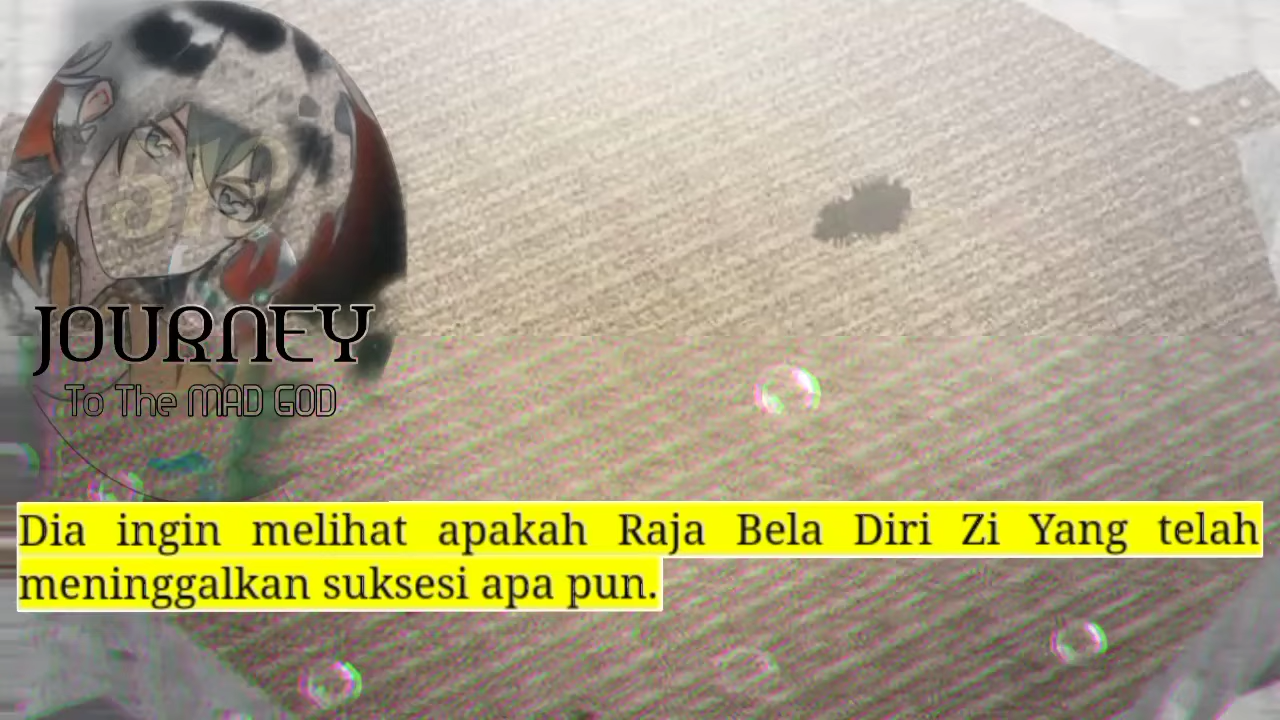 JOURNEY
To The MAD GOD
Dia ingin melihat apakah Raja Bela Diri Zi Yang telah
meninggalkan suksesi apa pun.